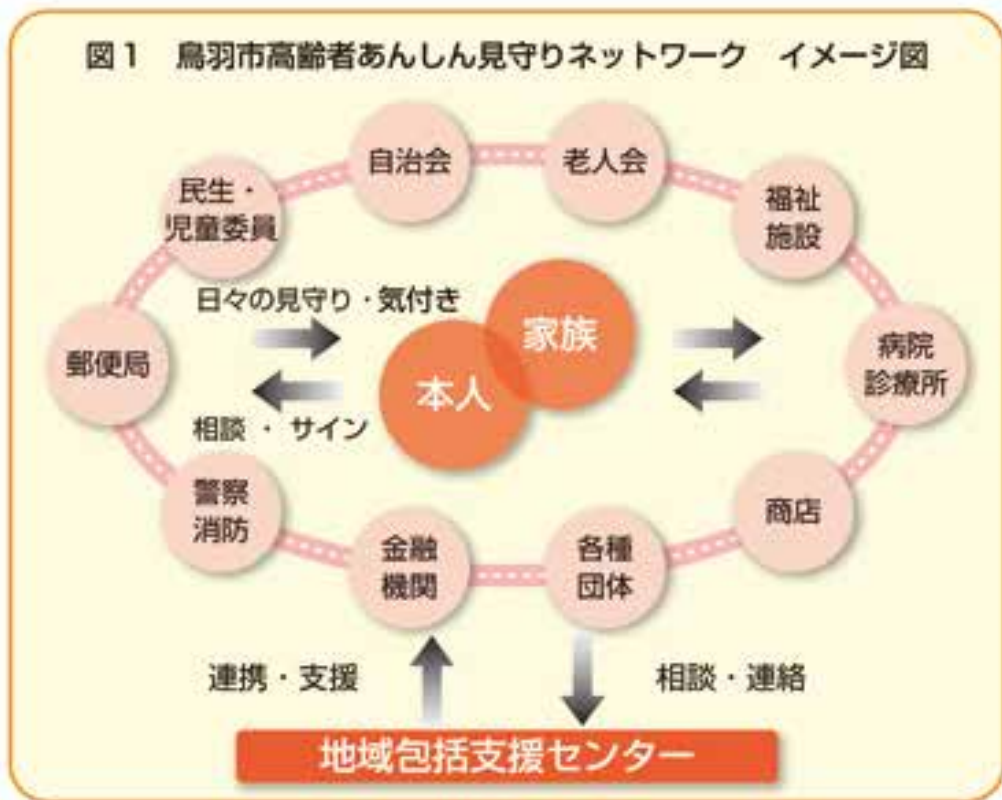 図1　鳥羽市高齢者あんしん見守りネットワーク　イメージ図
自治会
老人会
民生・
児童委員
福祉
施設
日々の見守り・気付き
家族
郵便局
本人
病院
診療所
相談・サイン
警察
消防
商店
金融
機関
各種
団体
連携・支援
相談・連絡
地域包括支援センター